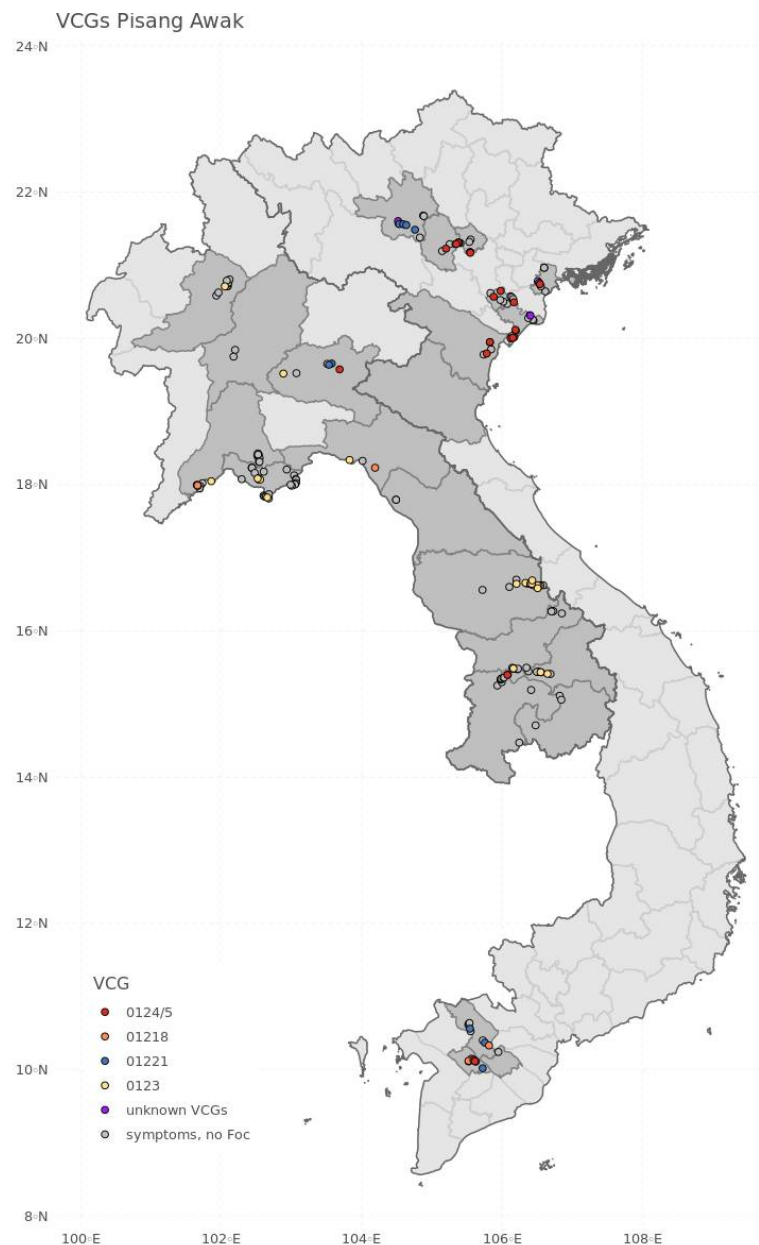 VCGs Pisang Awak
24◦N
22◦N
20◦N
18◦N
16◦N
14◦N
12◦N
10◦N
8◦N
VCG
0124/5
01218
01221
0123
unknown VCGs
symptoms, no Foc
100◦E 102◦E 104◦E 106◦E 108◦E